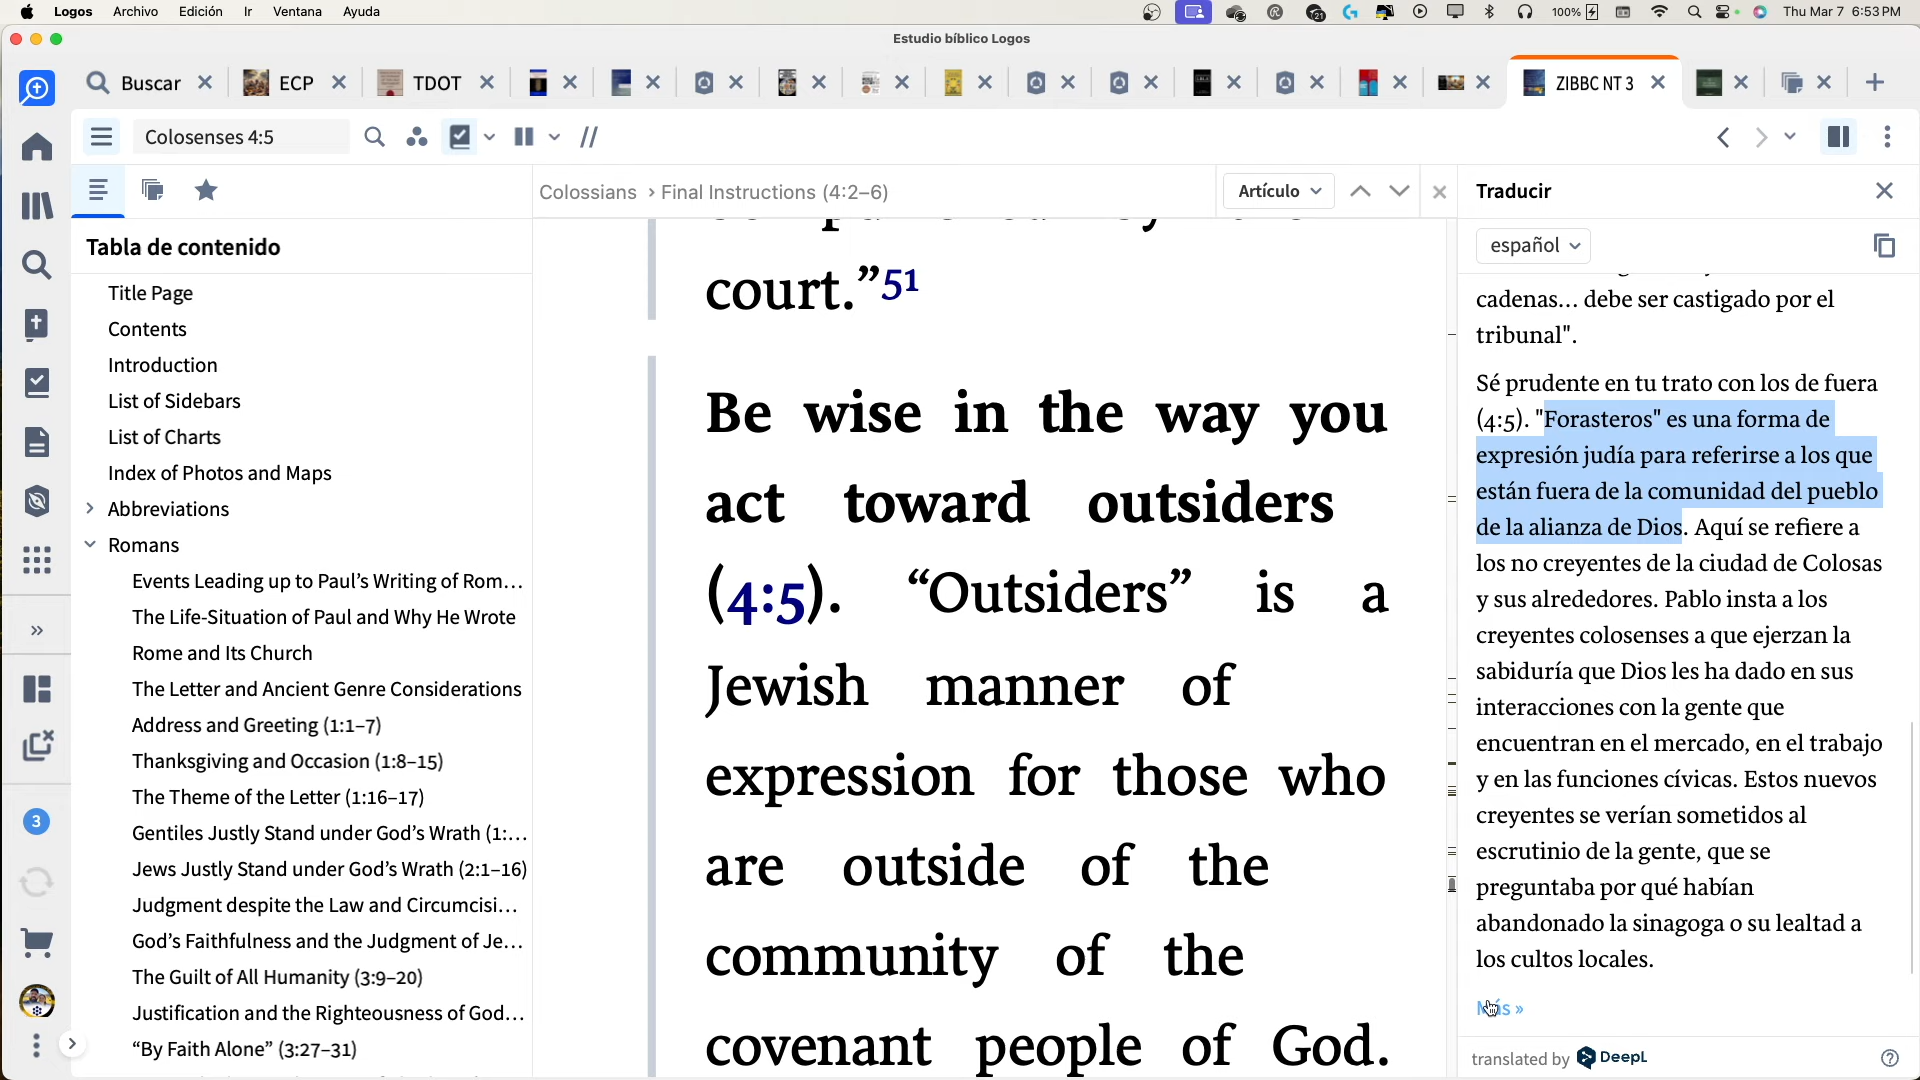 Logos Archivo Edición Ir Ventana Ayuda
21
100%
Thu Mar 7 6:53 PM
Estudio bíblico Logos
Buscar
ECP
TDOT
ZIBBC NT 3
Colosenses 4:5
Colossians › Final Instructions (4:2–6)
Artículo
Traducir
español
Tabla de contenido
Title Page
Contents
Introduction
List of Sidebars
List of Charts
Index of Photos and Maps
Abbreviations
Romans
Events Leading up to Paul’s Writing of Rom…
The Life-Situation of Paul and Why He Wrote
Rome and Its Church
The Letter and Ancient Genre Considerations
Address and Greeting (1:1–7)
Thanksgiving and Occasion (1:8–15)
The Theme of the Letter (1:16–17)
Gentiles Justly Stand under God’s Wrath (1:…
Jews Justly Stand under God’s Wrath (2:1–16)
Judgment despite the Law and Circumcisi…
God’s Faithfulness and the Judgment of Je…
The Guilt of All Humanity (3:9–20)
Justification and the Righteousness of God…
“By Faith Alone” (3:27–31)
3
court.”51
Be wise in the way you
act toward outsiders
(4:5). “Outsiders” is a
Jewish manner of
expression for those who
are outside of the
community of the
covenant people of God.
cadenas... debe ser castigado por el
tribunal".
Sé prudente en tu trato con los de fuera
(4:5). "Forasteros" es una forma de
expresión judía para referirse a los que
están fuera de la comunidad del pueblo
de la alianza de Dios. Aquí se refiere a
los no creyentes de la ciudad de Colosas
y sus alrededores. Pablo insta a los
creyentes colosenses a que ejerzan la
sabiduría que Dios les ha dado en sus
interacciones con la gente que
encuentran en el mercado, en el trabajo
y en las funciones cívicas. Estos nuevos
creyentes se verían sometidos al
escrutinio de la gente, que se
preguntaba por qué habían
abandonado la sinagoga o su lealtad a
los cultos locales.
Más »
translated by DeepL